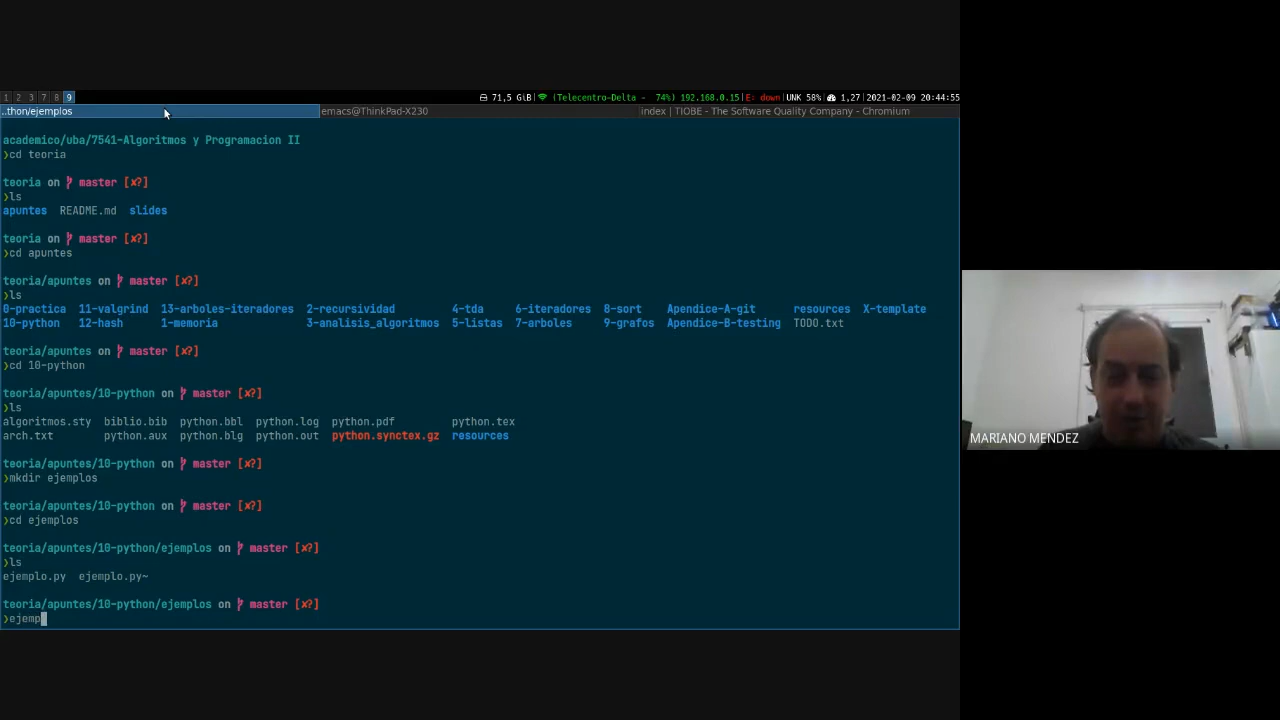 1 2 3 7 8 9
71,5 GiB| (Telecentro-Delta - 74%) 192.168.0.15|E: down|UNK 58%| 1,27|2021-02-09 20:44:55
..thon/ejemplos
emacs@ThinkPad-X230
index | TIOBE - The Software Quality Company - Chromium
academico/uba/7541-Algoritmos y Programacion II
❯cd teoria
teoria on master [✘?]
❯ls
apuntes README.md slides
teoria on master [✘?]
❯cd apuntes
teoria/apuntes on master [✘?]
❯ls
0-practica 11-valgrind 13-arboles-iteradores 2-recursividad 4-tda 6-iteradores 8-sort Apendice-A-git resources X-template
10-python 12-hash 1-memoria 3-analisis_algoritmos 5-listas 7-arboles 9-grafos Apendice-B-testing TODO.txt
teoria/apuntes on master [✘?]
❯cd 10-python
teoria/apuntes/10-python on master [✘?]
❯ls
algoritmos.sty biblio.bib python.bbl python.log python.pdf python.tex
arch.txt python.aux python.blg python.out python.synctex.gz resources
teoria/apuntes/10-python on master [✘?]
❯mkdir ejemplos
teoria/apuntes/10-python on master [✘?]
❯cd ejemplos
teoria/apuntes/10-python/ejemplos on master [✘?]
❯ls
ejemplo.py ejemplo.py~
teoria/apuntes/10-python/ejemplos on master [✘?]
❯ejemp
MARIANO MENDEZ